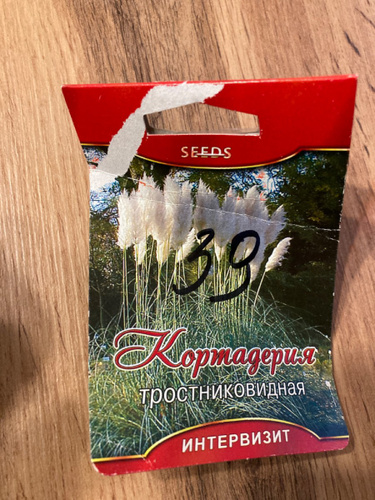 SEEDS
39
Кортадерия
тростниковидная
ИНТЕРВИЗИТ